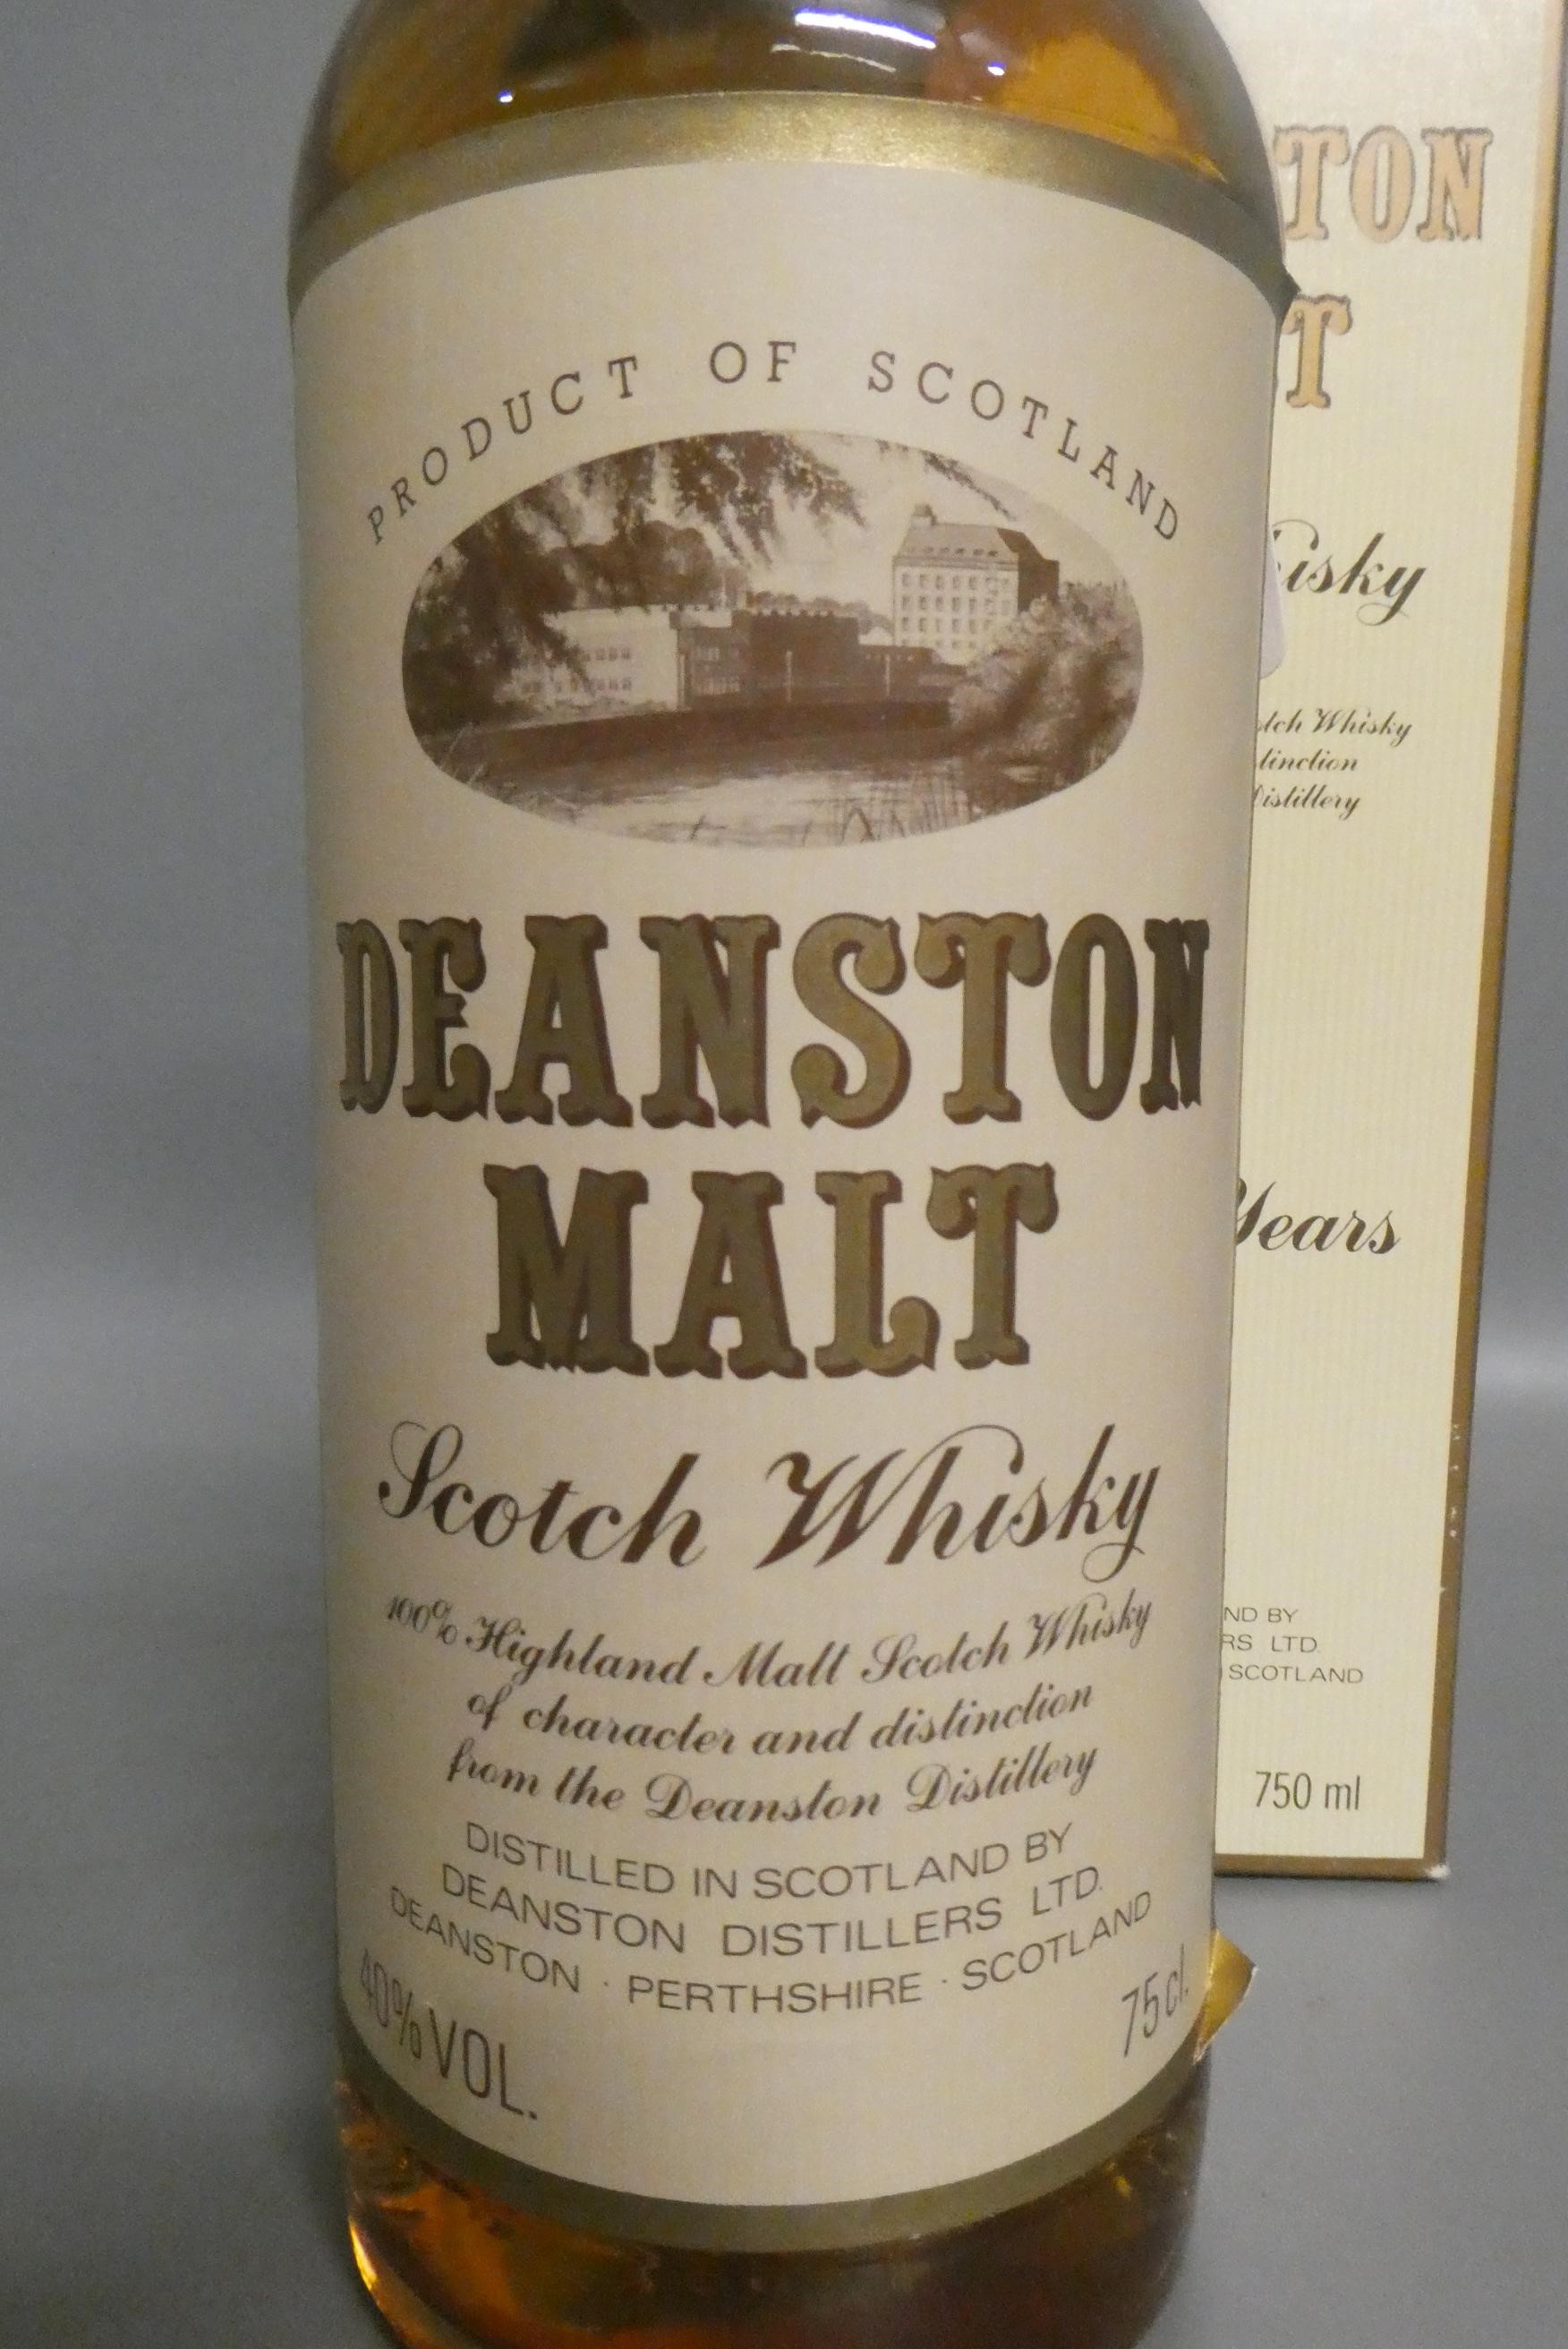 PRODUCT OF SCOTLAND
DEANSTON
MALT
Scotch Whisky
100% Highland Malt Scotch Whisky
of character and distinction
from the Deanston Distillery
DISTILLED IN SCOTLAND BY
DEANSTON DISTILLERS LTD.
DEANSTON · PERTHSHIRE · SCOTLAND
40% VOL.
75cl.
TON
T
isky
tch Whisky
tinction
Distillery
Years
ND BY
RS LTD.
SCOTLAND
750 ml